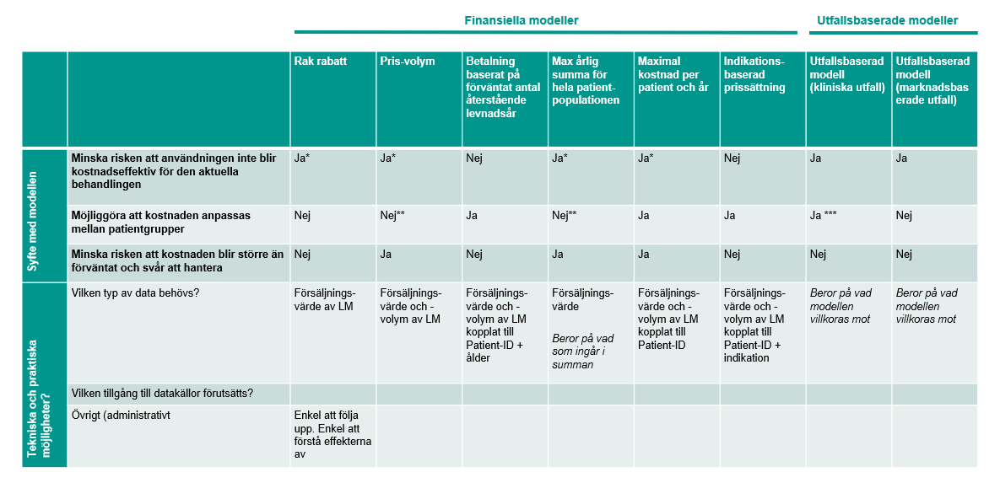 Finansiella modeller
Utfallsbaserade modeller
Rak rabatt
Pris-volym
Betalning
baserat på
förväntat antal
återstående
levnadsår
Max årlig
summa för
hela patient-
populationen
Maximal
kostnad per
patient och år
Indikations-
baserad
prissättning
Utfallsbaserad
modell
(kliniska utfall)
Utfallsbaserad
modell
(marknadsbas
erade utfall)
Syfte med modellen
Minska risken att användningen inte blir
kostnadseffektiv för den aktuella
behandlingen
Ja*
Ja*
Nej
Ja*
Ja*
Nej
Ja
Ja
Möjliggöra att kostnaden anpassas
mellan patientgrupper
Nej
Nej**
Ja
Nej**
Ja
Ja
Ja ***
Nej
Minska risken att kostnaden blir större än
förväntat och svår att hantera
Nej
Ja
Nej
Ja
Ja
Nej
Nej
Nej
Tekniska och praktiska
möjligheter?
Vilken typ av data behövs?
Försäljnings-
värde av LM
Försäljnings-
värde och -
volym av LM
Försäljnings-
värde och -
volym av LM
kopplat till
Patient-ID +
ålder
Försäljnings-
värde
Beror på vad
som ingår i
summan
Försäljnings-
värde och -
volym av LM
kopplat till
Patient-ID
Försäljnings-
värde och -
volym av LM
kopplat till
Patient-ID +
indikation
Beror på vad
modellen
villkoras mot
Beror på vad
modellen
villkoras mot
Vilken tillgång till datakällor förutsätts?
Övrigt (administrativt
Enkel att följa
upp. Enkel att
förstå effekterna
av